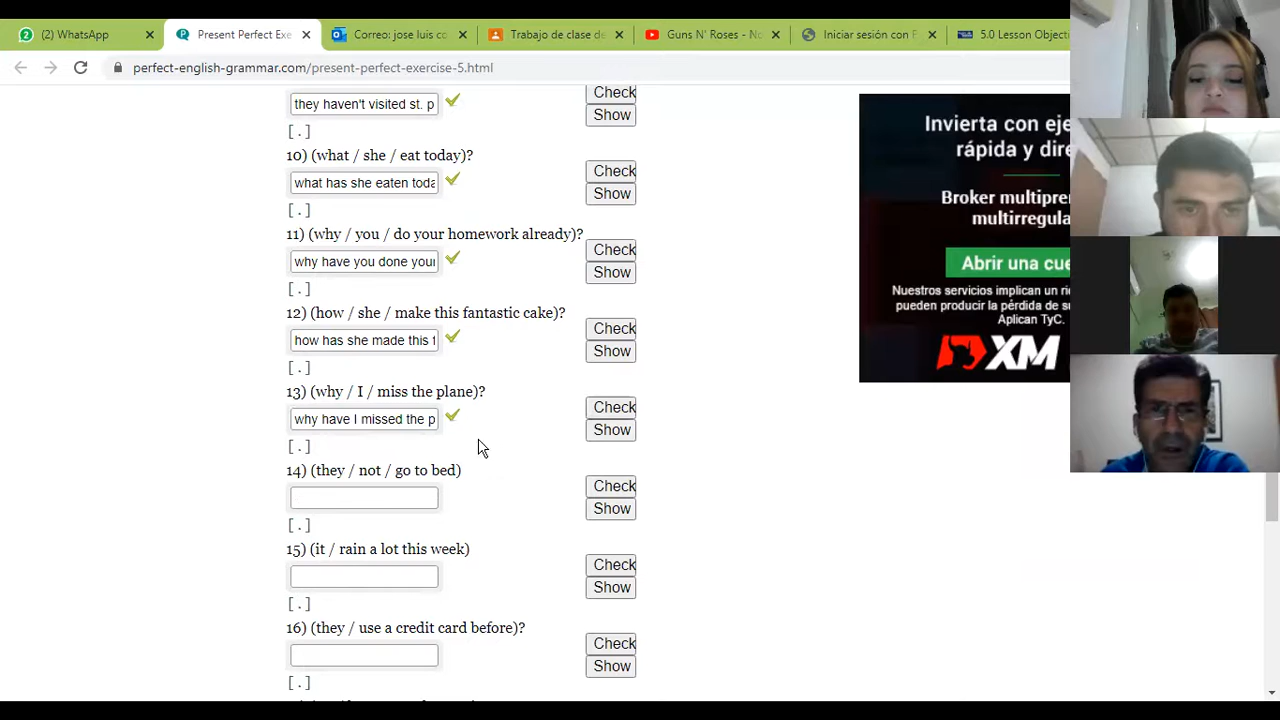 (2) WhatsApp
Present Perfect Exe
Correo: jose luis co
Trabajo de clase de
Guns N' Roses - No
Iniciar sesión con E
5.0 Lesson Objecti
perfect-english-grammar.com/present-perfect-exercise-5.html
they haven't visited st. p
Check
Show
[ . ]
10) (what / she / eat today)?
what has she eaten toda
Check
Show
[ . ]
11) (why / you / do your homework already)?
why have you done your
Check
Show
[ . ]
12) (how / she / make this fantastic cake)?
how has she made this f
Check
Show
[ . ]
13) (why / I / miss the plane)?
why have I missed the p
Check
Show
[ . ]
14) (they / not / go to bed)
Check
Show
[ . ]
15) (it / rain a lot this week)
Check
Show
[ . ]
16) (they / use a credit card before)?
Check
Show
[ . ]
Invierta con eje
rápida y dire
Broker multipre
multirregula
Abrir una cue
Nuestros servicios implican un rie
pueden producir la pérdida de su
Aplican TyC.
XM